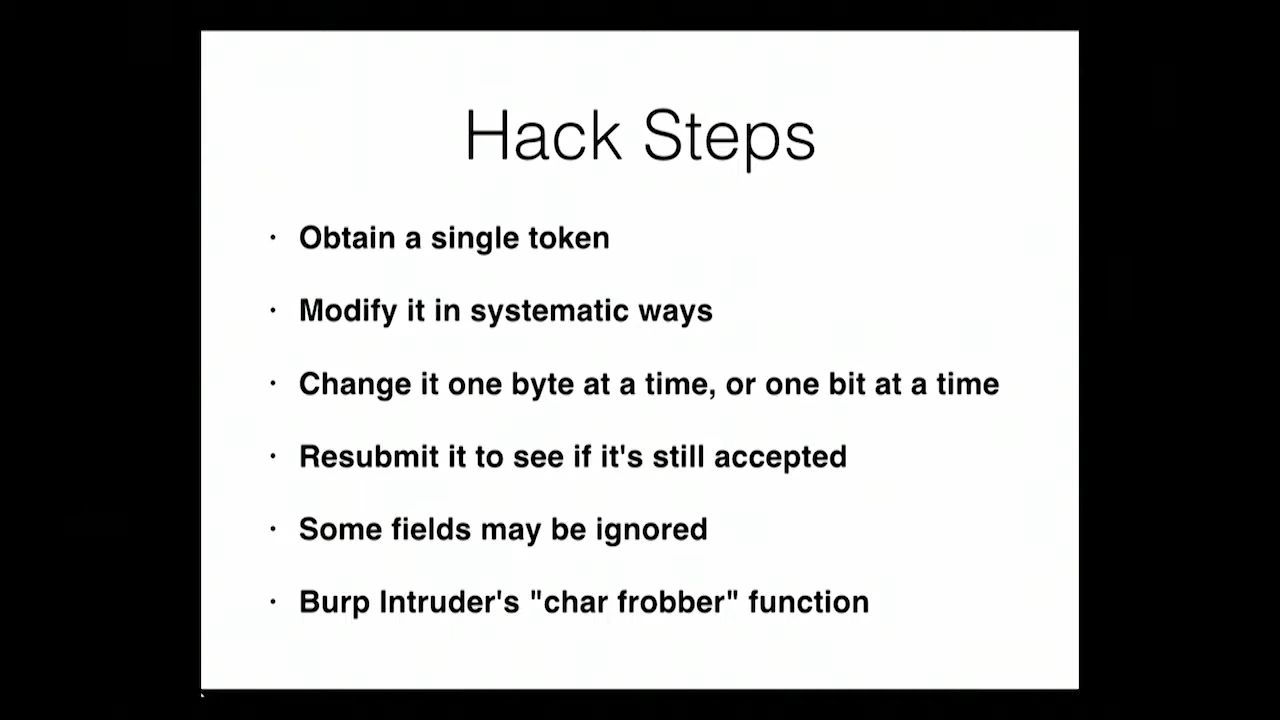 Hack Steps
• Obtain a single token
• Modify it in systematic ways
• Change it one byte at a time, or one bit at a time
• Resubmit it to see if it's still accepted
• Some fields may be ignored
• Burp Intruder's "char frobber" function